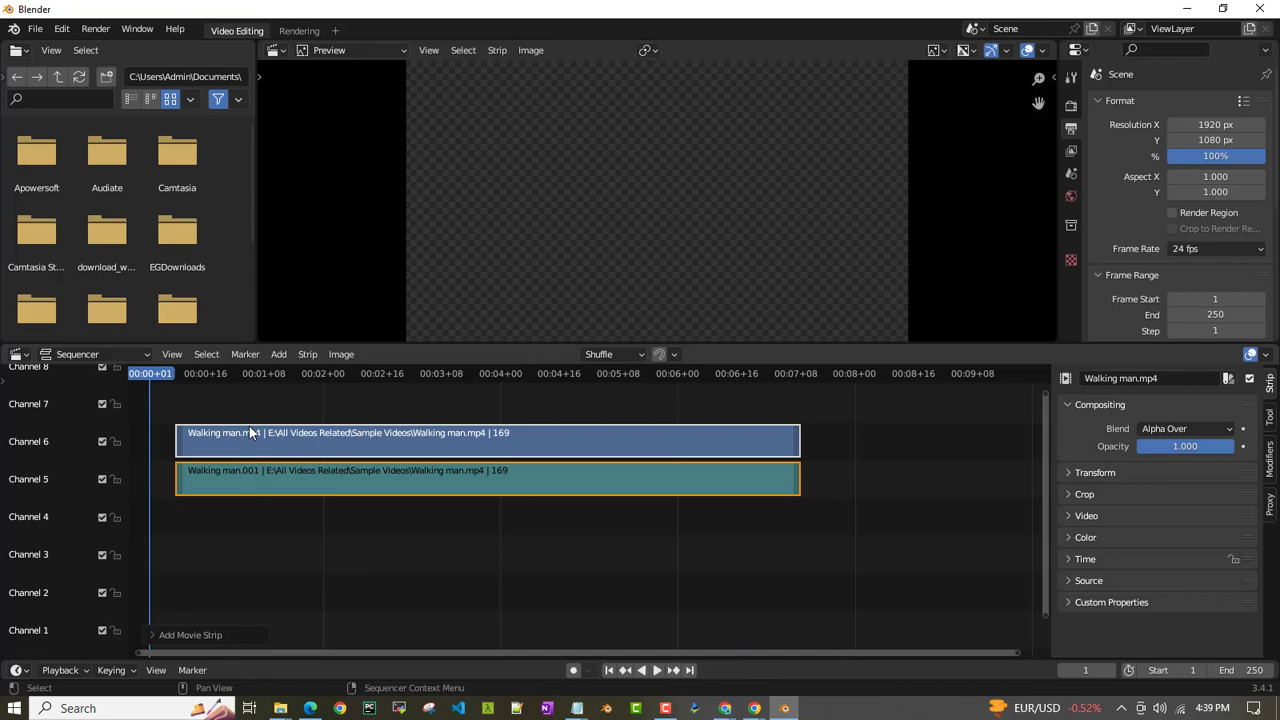 Blender
File Edit Render Window Help Video Editing Rendering + Scene ViewLayer
View Select Preview View Select Strip Image
C:\Users\Admin\Documents\ Scene
Format
Resolution X 1920 px
Y 1080 px
% 100%
Aspect X 1.000
Y 1.000
Apowersoft Audiate Camtasia
Render Region
Crop to Render Re...
Frame Rate 24 fps
Camtasia St... download_w... EGDownloads
Frame Range
Frame Start 1
End 250
Step 1
Sequencer View Select Marker Add Strip Image Shuffle
Channel 8 00:00+01 00:00+16 00:01+08 00:02+00 00:02+16 00:03+08 00:04+00 00:04+16 00:05+08 00:06+00 00:06+16 00:07+08 00:08+00 00:08+16 00:09+08
Walking man.mp4
Strip
Tool
Modifiers
Proxy
Channel 7
Compositing
Blend Alpha Over
Opacity 1.000
Channel 6 Walking man.mp4 | E:\All Videos Related\Sample Videos\Walking man.mp4 | 169
Transform
Channel 5 Walking man.001 | E:\All Videos Related\Sample Videos\Walking man.mp4 | 169
Crop
Channel 4
Video
Color
Channel 3
Time
Source
Channel 2
Custom Properties
Channel 1
Add Movie Strip
Playback Keying View Marker 1 Start 1 End 250
Select Pan View Sequencer Context Menu 3.4.1
Search EUR/USD -0.52% 4:39 PM